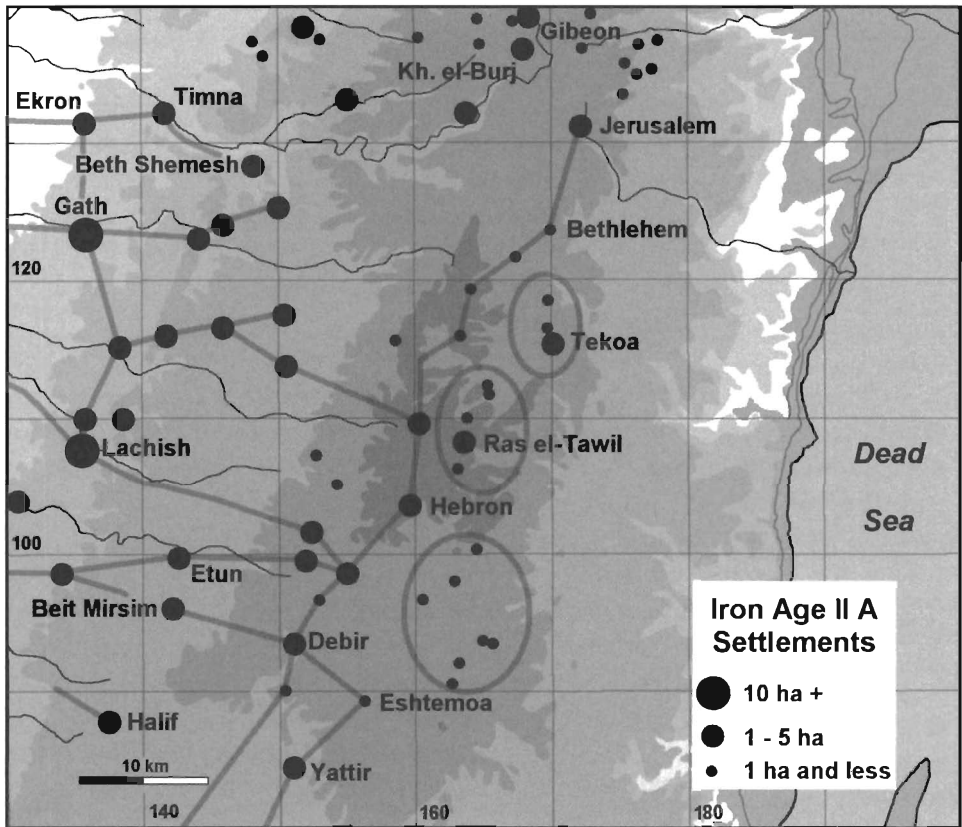 Gibeon
Kh. el-Burj
Ekron
Timna
Jerusalem
Beth Shemesh
Gath
Bethlehem
120
Tekoa
Lachish
Ras el-Tawil
Dead
Sea
Hebron
100
Etun
Beit Mirsim
Debir
Eshtemoa
Halif
Yattir
10 km
140
160
180
Iron Age II A
Settlements
10 ha +
1 - 5 ha
1 ha and less